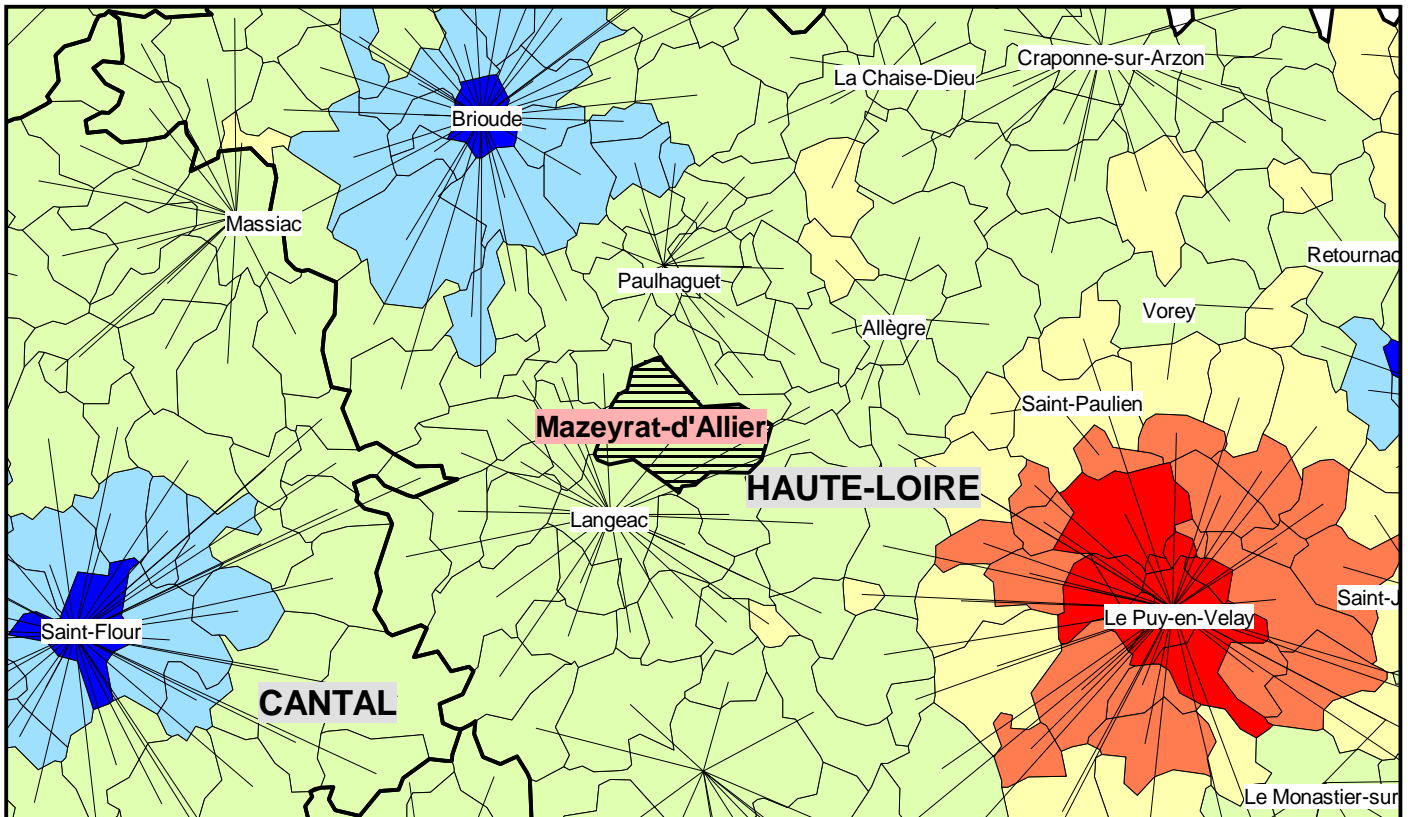 Craponne-sur-Arzon
La Chaise-Dieu
Brioude
Massiac
Retournac
Paulhaguet
Vorey
Allègre
Saint-Paulien
Mazeyrat-d'Allier
HAUTE-LOIRE
Langeac
Saint-J
Le Puy-en-Velay
Saint-Flour
CANTAL
Le Monastier-sur